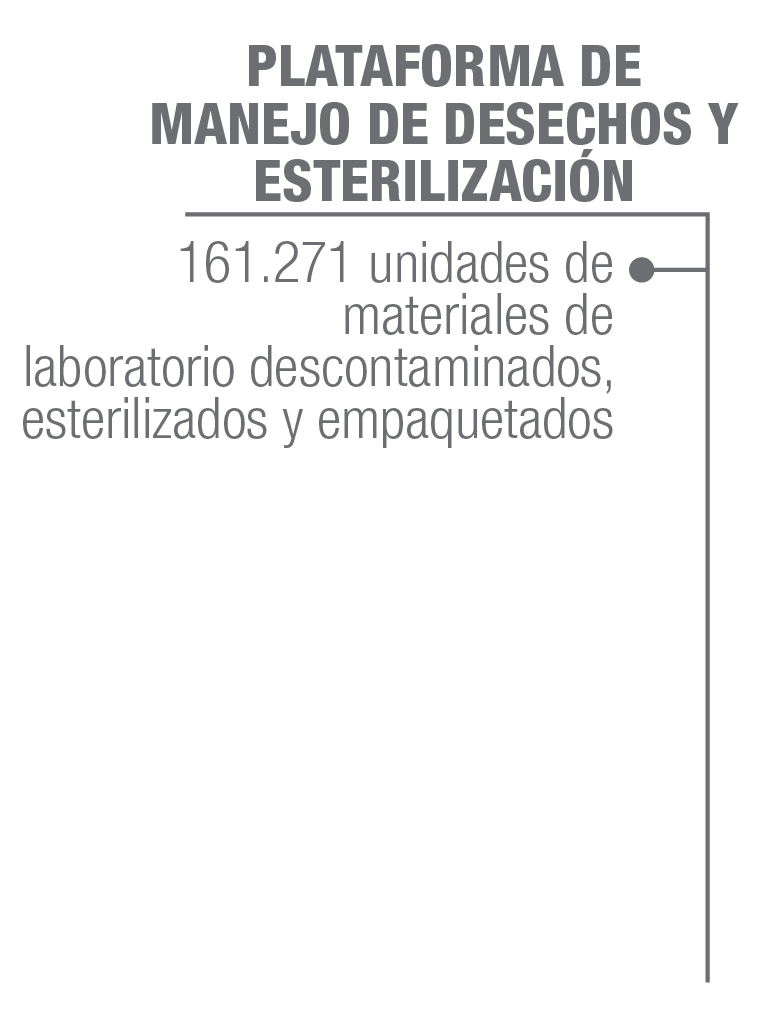 PLATAFORMA DE
MANEJO DE DESECHOS Y
ESTERILIZACIÓN
161.271 unidades de
materiales de
laboratorio descontaminados,
esterilizados y empaquetados